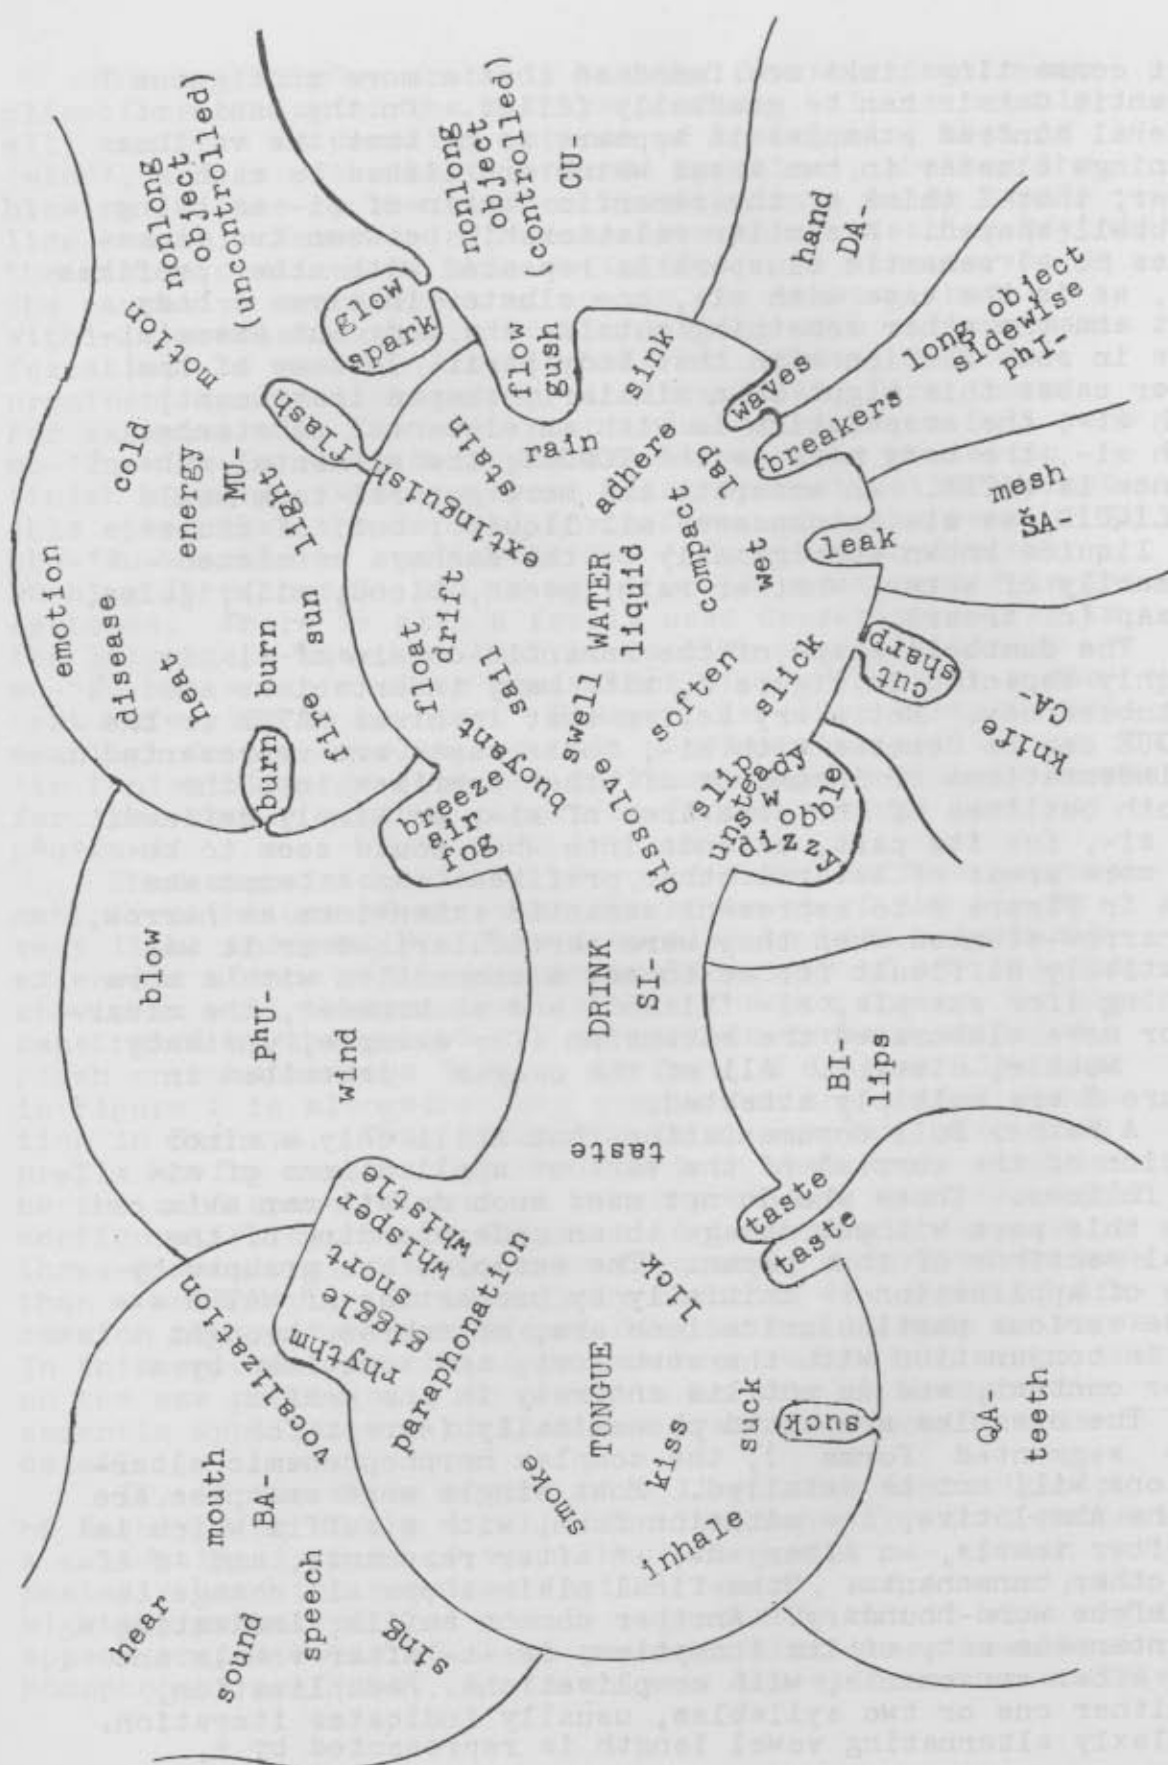 hear
mouth
BA-
sound
speech
vocalization
sing
rhythm
giggle
snort
whisper
whistle
paraphonation
smoke
TONGUE
lick
kiss
inhale
suck
suck
taste
taste
taste
QA-
teeth
blow
phU-
wind
DRINK
SI-
BI-
lips
emotion
disease
cold
motion
nonlong
object
(uncontrolled)
heat
energy
MU-
burn
burn
fire
sun
light
flash
glow
spark
extinguish
breeze
air
fog
buoyant
float
sail
drift
stain
swell
WATER
liquid
rain
adhere
sink
dissolve
soften
compact
wet
lap
slip
slick
unsteady
wobble
dizzy
flow
gush
nonlong
object
(controlled)
CU-
hand
DA-
waves
breakers
long object
sidewise
phI-
leak
mesh
ŠA-
cut
sharp
knife
CA-